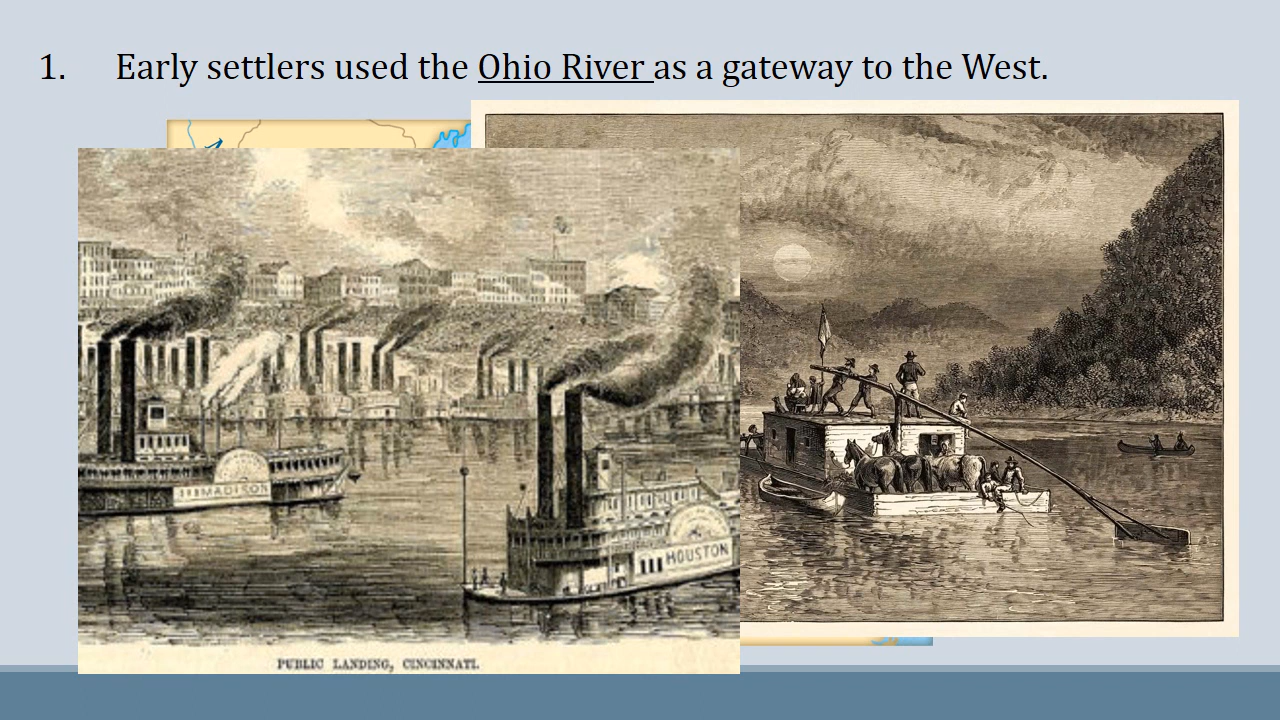 1. Early settlers used the Ohio River as a gateway to the West.
MADISON
HOUSTON
PUBLIC LANDING, CINCINNATI.